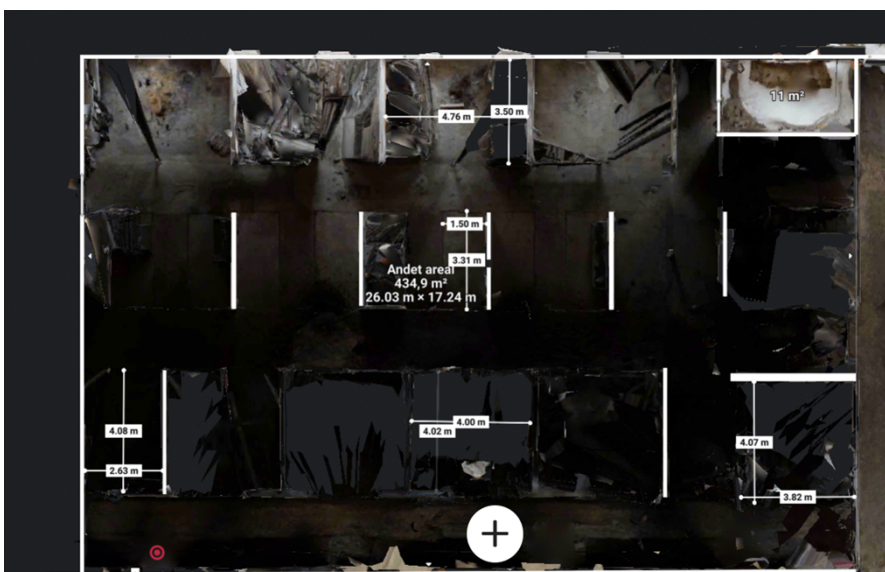 11 m²
4.76 m
3.50 m
1.50 m
3.31 m
Andet areal
434,9 m²
26.03 m × 17.24 m
4.08 m
4.00 m
4.02 m
4.07 m
2.63 m
3.82 m